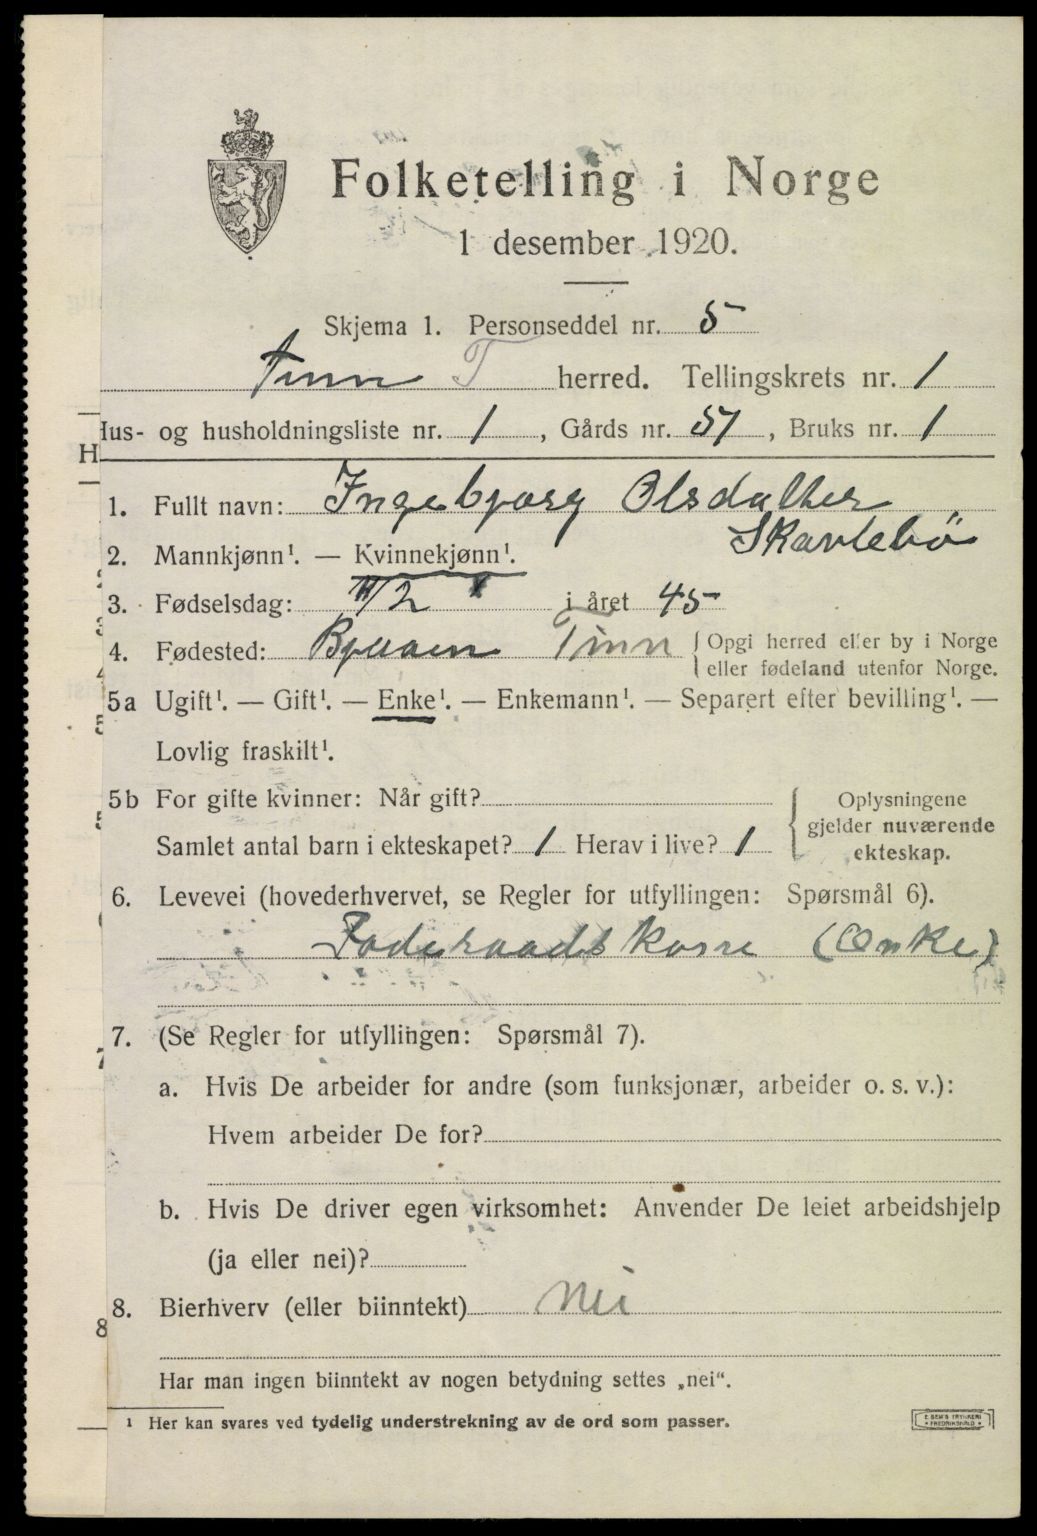 Folketelling i Norge
1 desember 1920.
Skjema 1. Personseddel nr. 5
Tinn T herred. Tellingskrets nr. 1
Hus- og husholdningsliste nr. 1, Gårds nr. 51, Bruks nr. 1
H
1. Fullt navn: Ingebjørg Olsdatter
Skavlebö
2. Mannkjønn¹. — Kvinnekjønn¹.
3. Fødselsdag: 11/2 i året 45
4. Fødested: Tinn {Opgi herred eller by i Norge
eller fødeland utenfor Norge.
5a Ugift¹. — Gift¹. — Enke¹. — Enkemann¹. — Separert efter bevilling¹. —
Lovlig fraskilt¹.
5b For gifte kvinner: Når gift?
Samlet antal barn i ekteskapet? 1 Herav i live? 1
{Oplysningene
gjelder nuværende
ekteskap.
6. Levevei (hovederhvervet, se Regler for utfyllingen: Spørsmål 6).
Foderaadskone (Enke)
7. (Se Regler for utfyllingen: Spørsmål 7).
a. Hvis De arbeider for andre (som funksjonær, arbeider o. s. v.):
Hvem arbeider De for?
b. Hvis De driver egen virksomhet: Anvender De leiet arbeidshjelp
(ja eller nei)?
8. Bierhverv (eller biinntekt) Nei
8
Har man ingen biinntekt av nogen betydning settes „nei“.
¹ Her kan svares ved tydelig understrekning av de ord som passer.